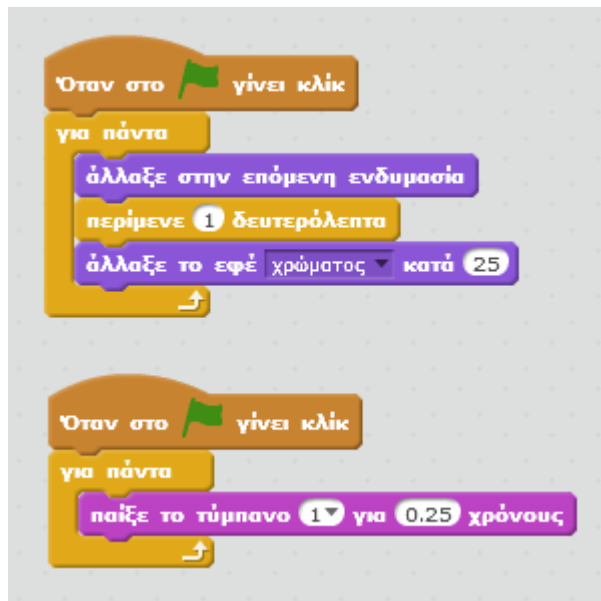 Όταν στο γίνει κλίκ
για πάντα
άλλαξε στην επόμενη ενδυμασία
περίμενε 1 δευτερόλεπτα
άλλαξε το εφέ χρώματος κατά 25
Όταν στο γίνει κλίκ
για πάντα
παίξε το τύμπανο 1 για 0.25 χρόνους